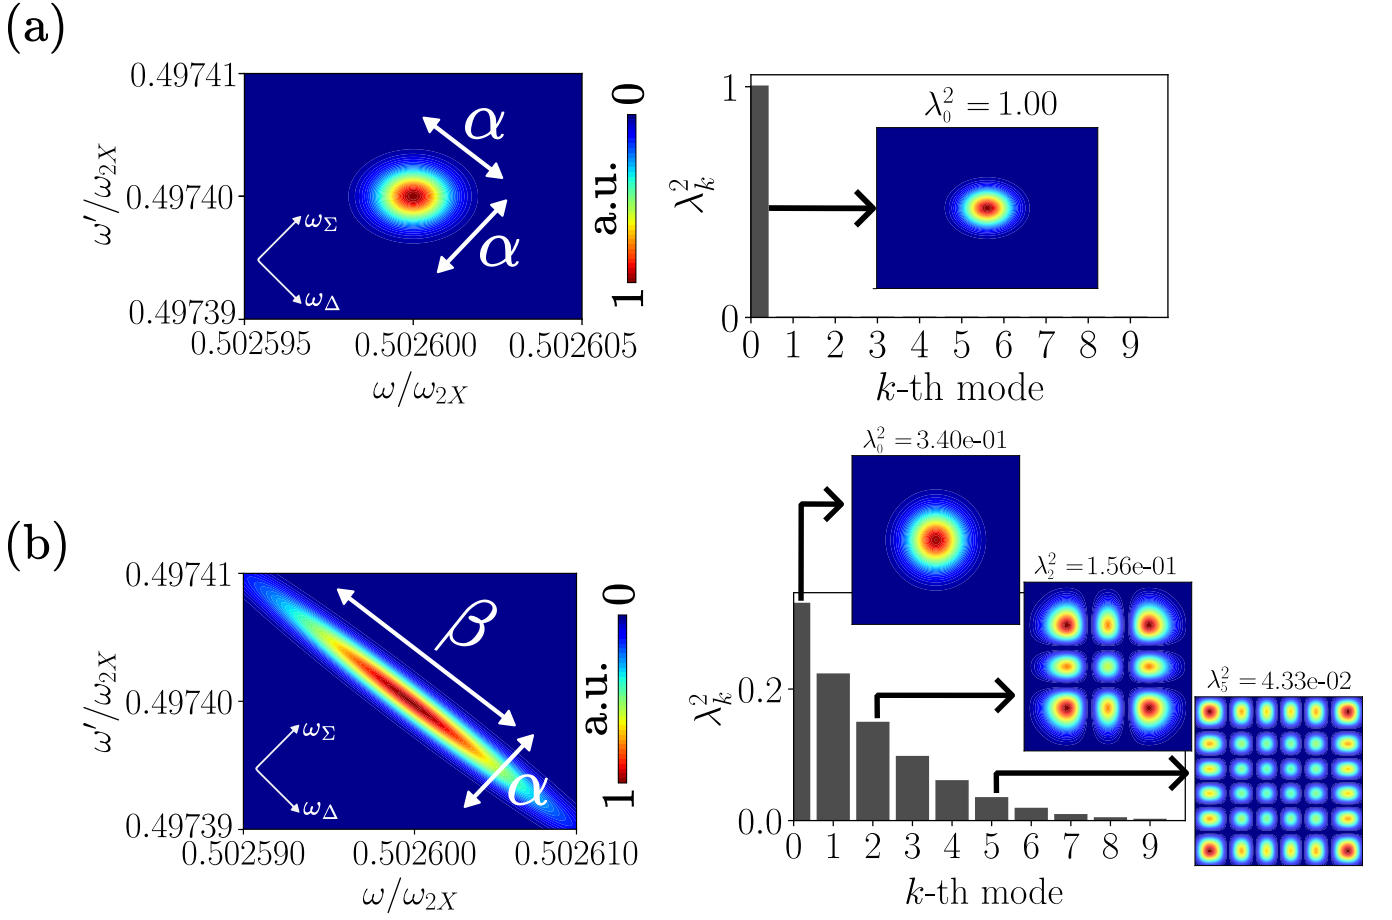 (a)
0.49741
0.49740
0.49739
ω′/ω2X
ωΣ
ωΔ
α
α
0.502595
0.502600
0.502605
ω/ω2X
0
a.u.
1
1
0
λ²k
λ²0 = 1.00
0 1 2 3 4 5 6 7 8 9
k-th mode
(b)
0.49741
0.49740
0.49739
ω′/ω2X
ωΣ
ωΔ
β
α
0.502590
0.502600
0.502610
ω/ω2X
0
a.u.
1
λ²0 = 3.40e-01
λ²2 = 1.56e-01
λ²5 = 4.33e-02
0.2
0.0
λ²k
0 1 2 3 4 5 6 7 8 9
k-th mode